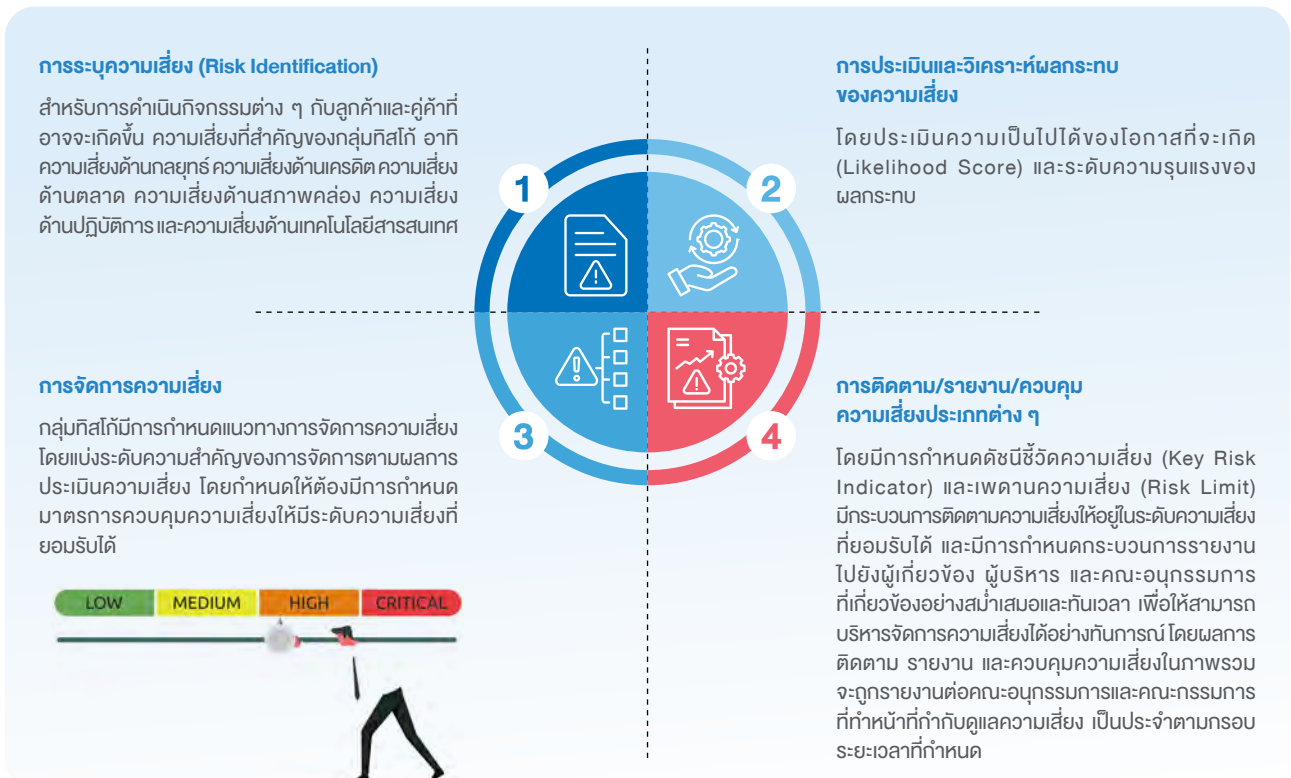 การระบุความเสี่ยง (Risk Identification)
สำหรับการดำเนินกิจกรรมต่าง ๆ กับลูกค้าและคู่ค้าที่
อาจจะเกิดขึ้น ความเสี่ยงที่สำคัญของกลุ่มทิสโก้ อาทิ
ความเสี่ยงด้านกลยุทธ์ ความเสี่ยงด้านเครดิต ความเสี่ยง
ด้านตลาด ความเสี่ยงด้านสภาพคล่อง ความเสี่ยง
ด้านปฏิบัติการ และความเสี่ยงด้านเทคโนโลยีสารสนเทศ
1
2
การประเมินและวิเคราะห์ผลกระทบ
ของความเสี่ยง
โดยประเมินความเป็นไปได้ของโอกาสที่จะเกิด
(Likelihood Score) และระดับความรุนแรงของ
ผลกระทบ
การจัดการความเสี่ยง
กลุ่มทิสโก้มีการกำหนดแนวทางการจัดการความเสี่ยง
โดยแบ่งระดับความสำคัญของการจัดการตามผลการ
ประเมินความเสี่ยง โดยกำหนดให้ต้องมีการกำหนด
มาตรการควบคุมความเสี่ยงให้มีระดับความเสี่ยงที่
ยอมรับได้
LOW MEDIUM HIGH CRITICAL
3
4
การติดตาม/รายงาน/ควบคุม
ความเสี่ยงประเภทต่าง ๆ
โดยมีการกำหนดดัชนีชี้วัดความเสี่ยง (Key Risk
Indicator) และเพดานความเสี่ยง (Risk Limit)
มีกระบวนการติดตามความเสี่ยงให้อยู่ในระดับความเสี่ยง
ที่ยอมรับได้ และมีการกำหนดกระบวนการรายงาน
ไปยังผู้เกี่ยวข้อง ผู้บริหาร และคณะอนุกรรมการ
ที่เกี่ยวข้องอย่างสม่ำเสมอและทันเวลา เพื่อให้สามารถ
บริหารจัดการความเสี่ยงได้อย่างทันการณ์ โดยผลการ
ติดตาม รายงาน และควบคุมความเสี่ยงในภาพรวม
จะถูกรายงานต่อคณะอนุกรรมการและคณะกรรมการ
ที่ทำหน้าที่กำกับดูแลความเสี่ยง เป็นประจำตามกรอบ
ระยะเวลาที่กำหนด